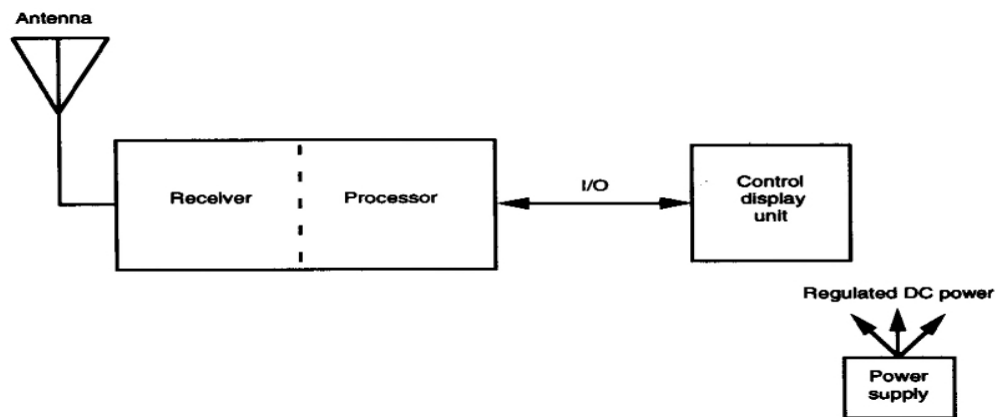 Antenna
Receiver
Processor
I/O
Control
display
unit
Regulated DC power
Power
supply